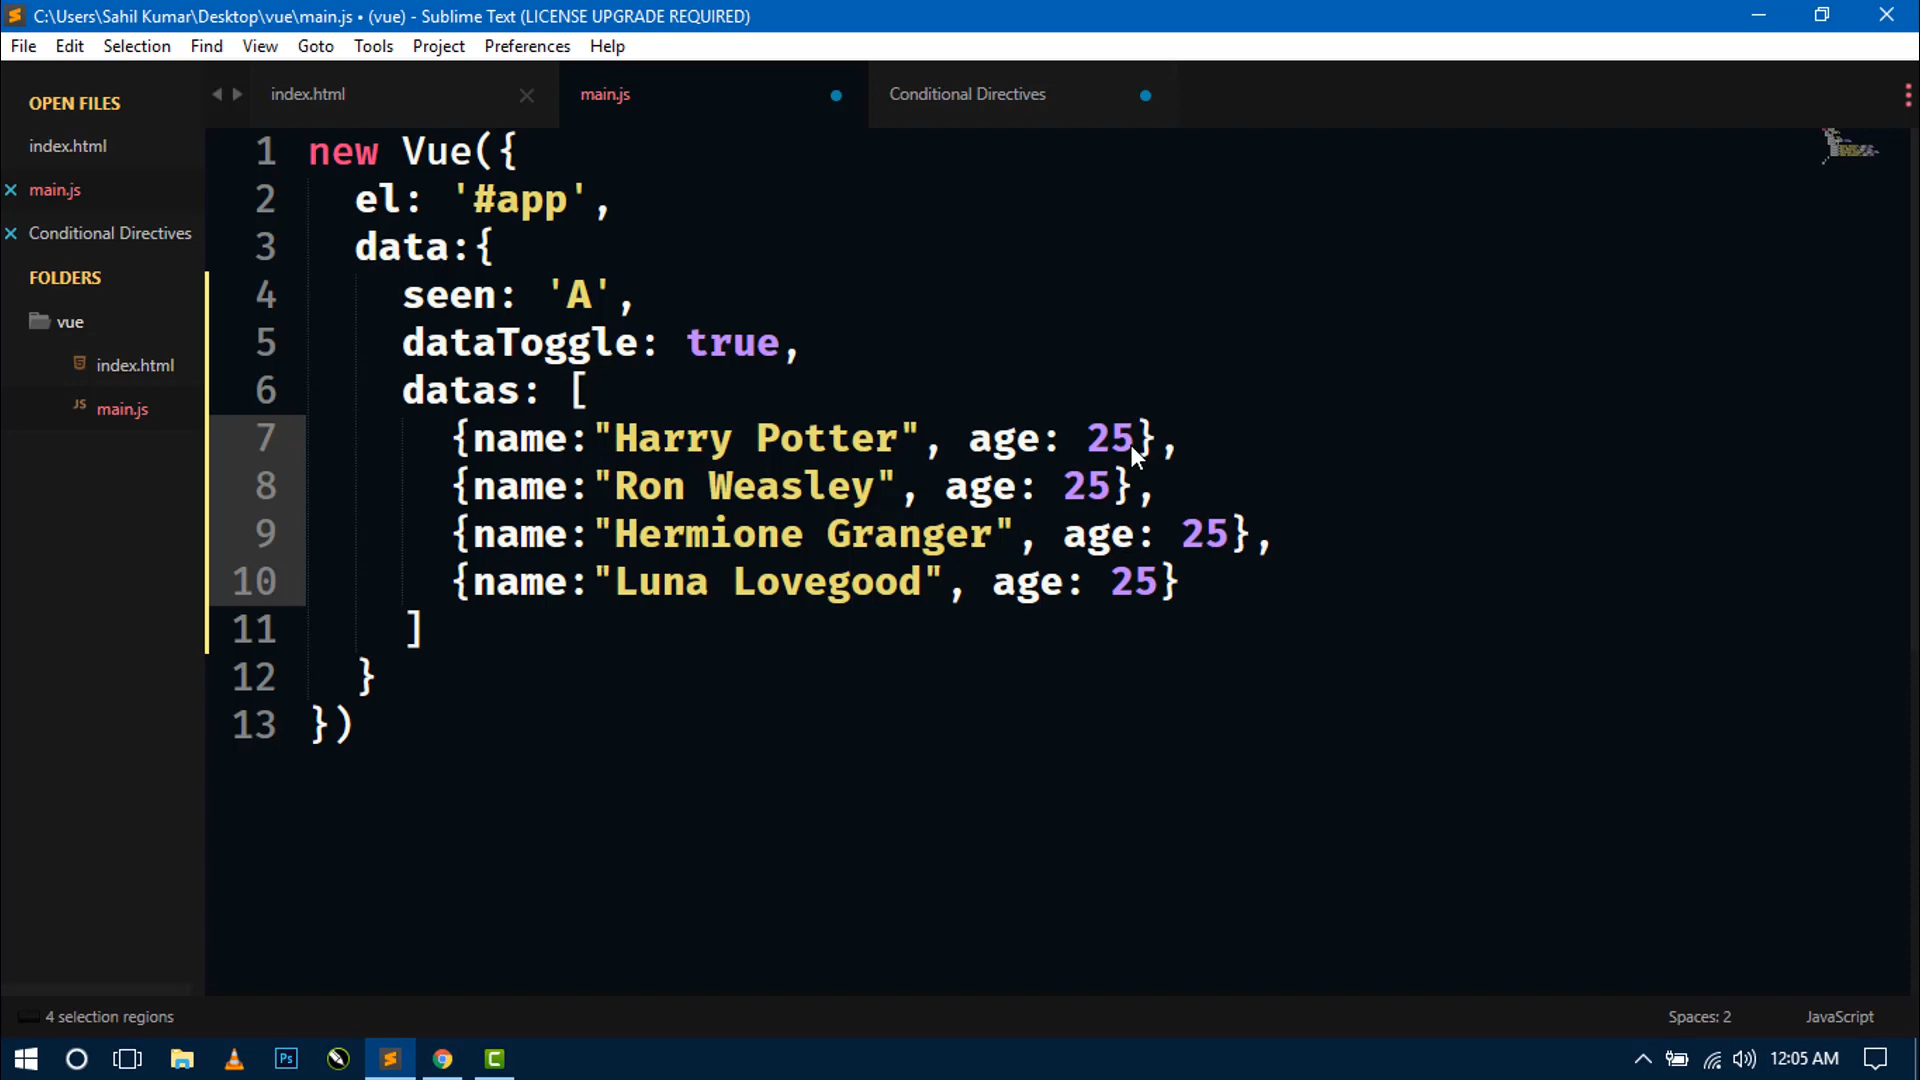 C:\Users\Sahil Kumar\Desktop\vue\main.js • (vue) - Sublime Text (LICENSE UPGRADE REQUIRED)
File Edit Selection Find View Goto Tools Project Preferences Help
OPEN FILES
index.html
main.js
Conditional Directives
FOLDERS
vue
index.html
JS main.js
index.html main.js Conditional Directives
1 new Vue({
2   el: '#app',
3   data:{
4     seen: 'A',
5     dataToggle: true,
6     datas: [
7       {name:"Harry Potter", age: 25},
8       {name:"Ron Weasley", age: 25},
9       {name:"Hermione Granger", age: 25},
10       {name:"Luna Lovegood", age: 25}
11     ]
12   }
13 })
4 selection regions Spaces: 2 JavaScript
Ps C 12:05 AM